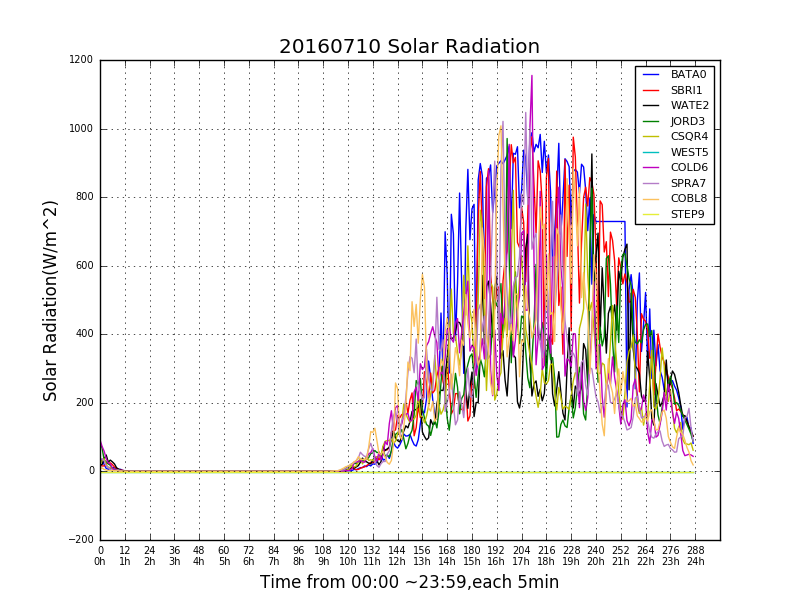 20160710 Solar Radiation
Solar Radiation(W/m^2)
1200
1000
800
600
400
200
0
−200
BATA0
SBRI1
WATE2
JORD3
CSQR4
WEST5
COLD6
SPRA7
COBL8
STEP9
0 12 24 36 48 60 72 84 96 108 120 132 144 156 168 180 192 204 216 228 240 252 264 276 288
0h 1h 2h 3h 4h 5h 6h 7h 8h 9h 10h 11h 12h 13h 14h 15h 16h 17h 18h 19h 20h 21h 22h 23h 24h
Time from 00:00 ~23:59,each 5min